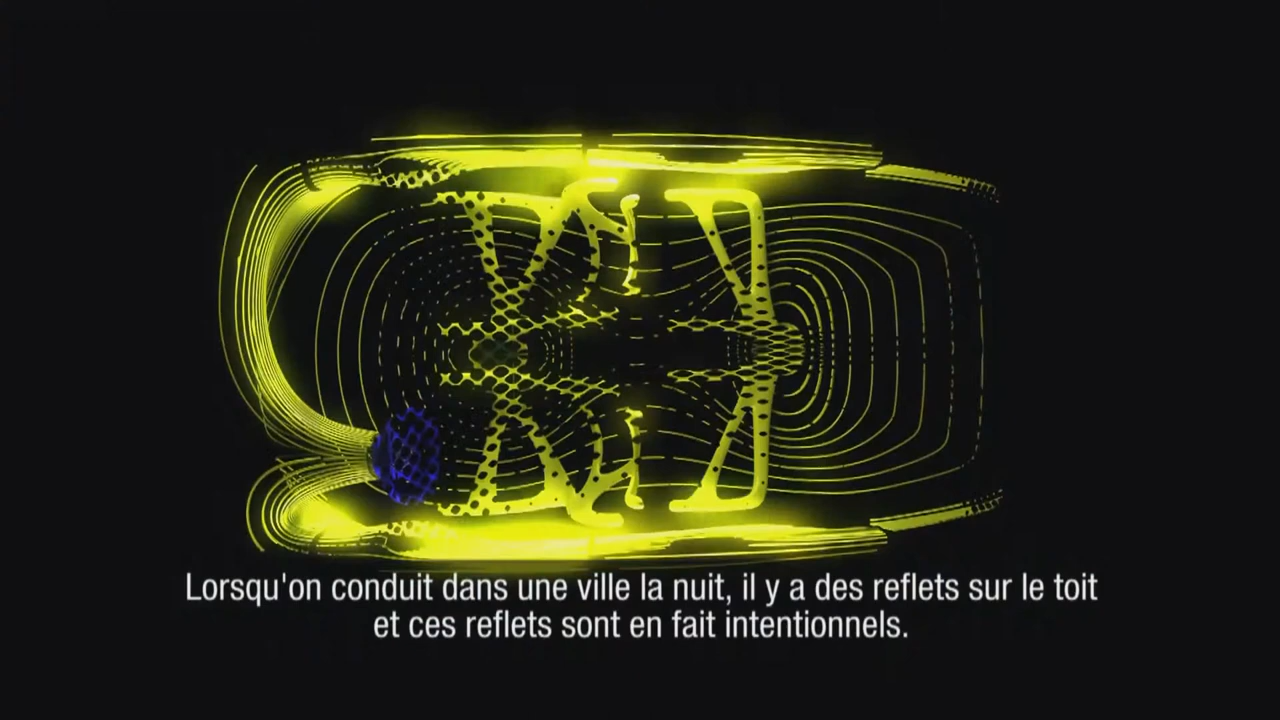 Lorsqu'on conduit dans une ville la nuit, il y a des reflets sur le toit
et ces reflets sont en fait intentionnels.